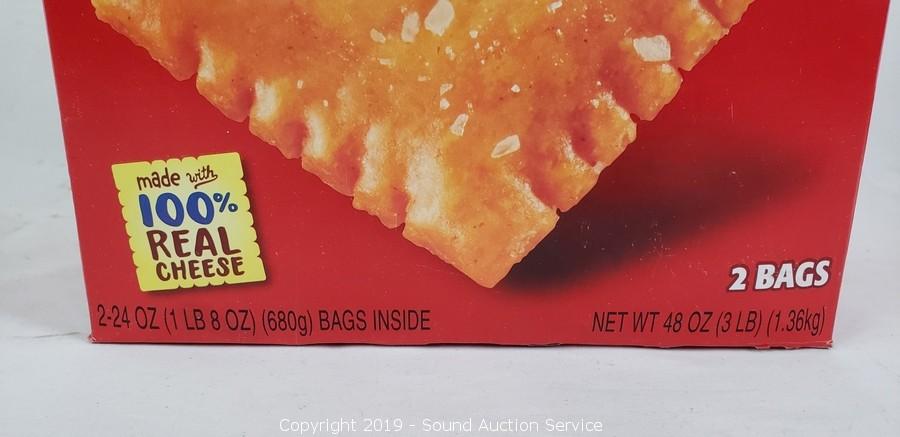 made with
100%
REAL
CHEESE
2 BAGS
2-24 OZ (1 LB 8 OZ) (680g) BAGS INSIDE
NET WT 48 OZ (3 LB) (1.36kg)
Copyright 2019 - Sound Auction Service